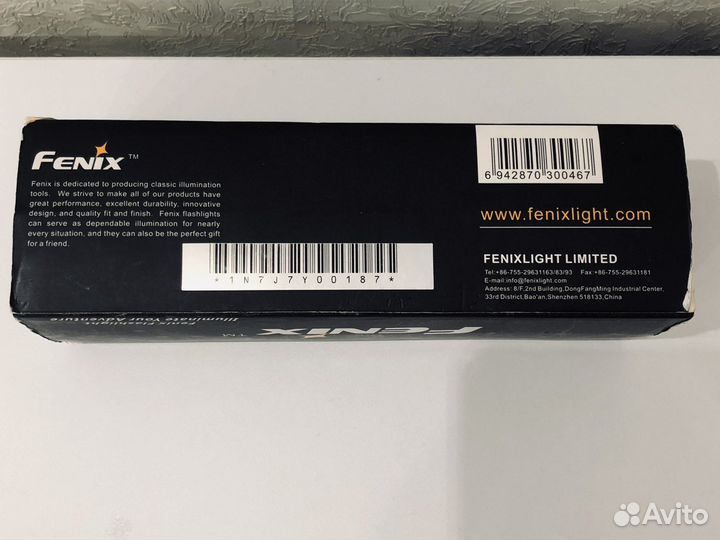 FENIX™
Fenix is dedicated to producing classic illumination
tools. We strive to make all of our products have
great performance, excellent durability, innovative
design, and quality fit and finish. Fenix flashlights
can serve as dependable illumination for nearly
every situation, and they can also be the perfect gift
for a friend.
*1N7J7Y00187*
6 942870 300467
www.fenixlight.com
FENIXLIGHT LIMITED
Tel:+86-755-29631163/83/93 Fax:+86-755-29631181
E-mail:info@fenixlight.com
Address: 8/F,2nd Building,DongFangMing Industrial Center,
33rd District,Bao'an,Shenzhen 518133,China
FENIX™
Fenix Flashlight
Illuminate Your Adventure
Avito